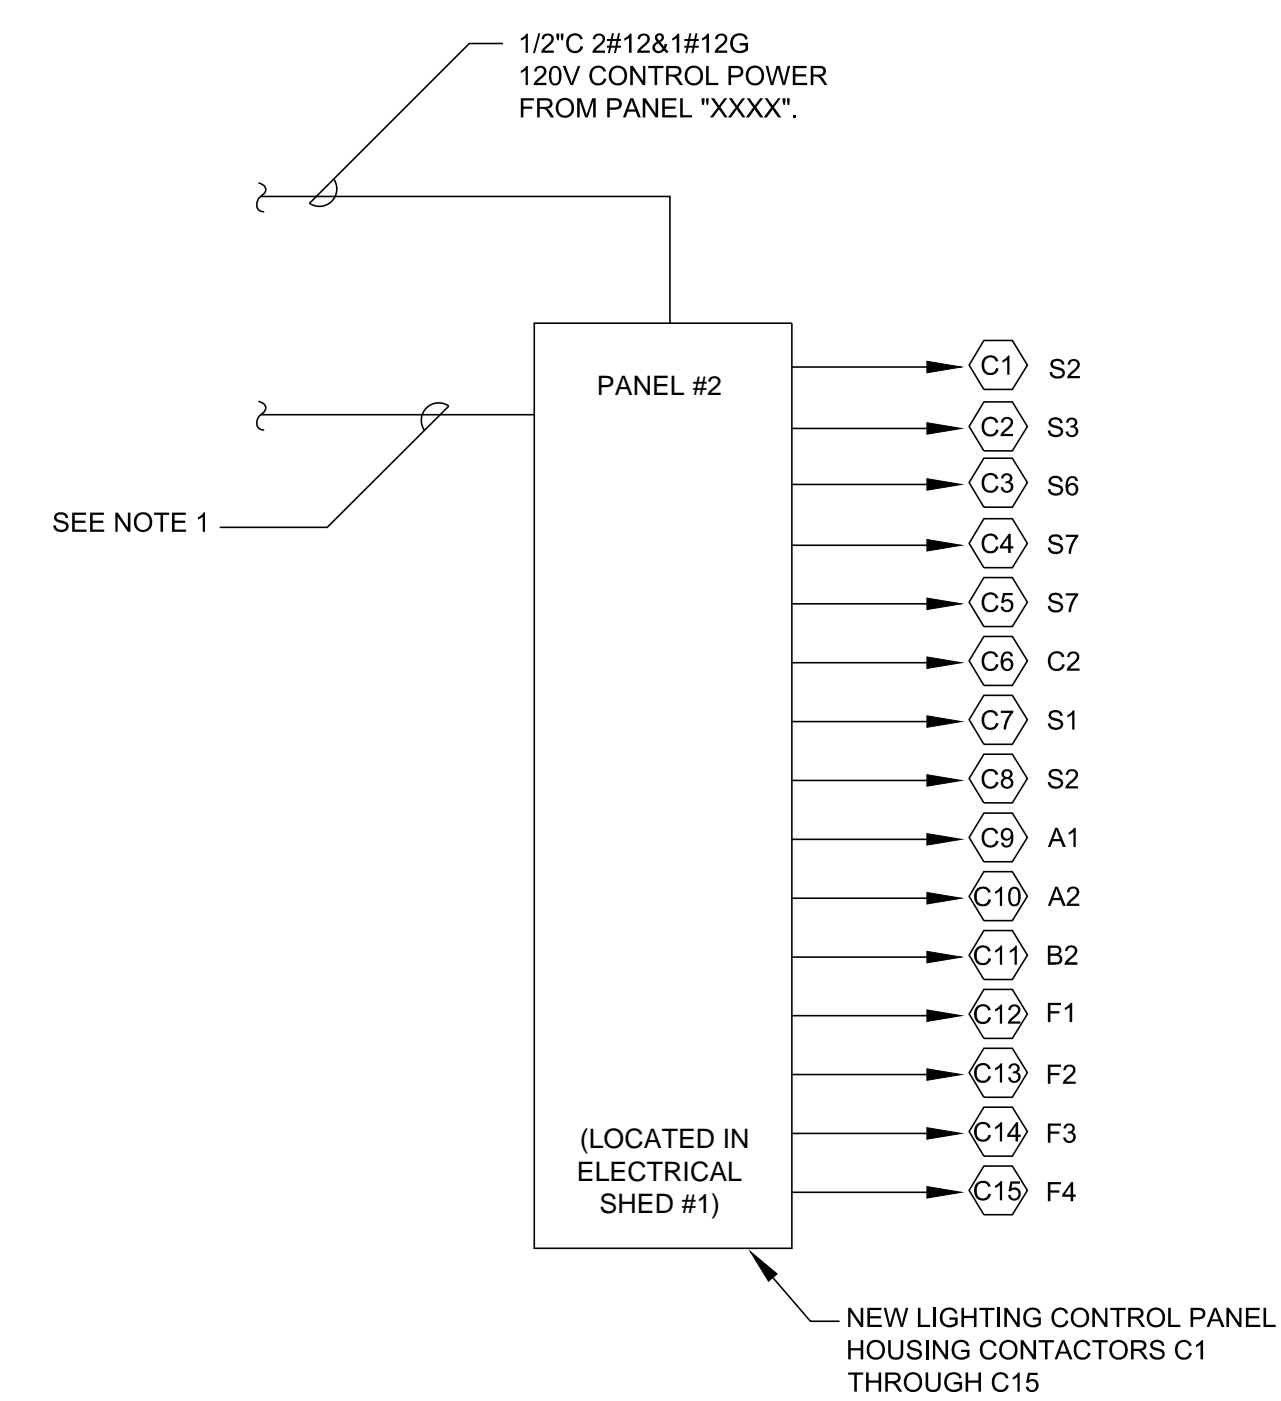 1/2"C 2#12&1#12G
120V CONTROL POWER
FROM PANEL "XXXX".
PANEL #2
SEE NOTE 1
C1 S2
C2 S3
C3 S6
C4 S7
C5 S7
C6 C2
C7 S1
C8 S2
C9 A1
C10 A2
C11 B2
C12 F1
C13 F2
C14 F3
C15 F4
(LOCATED IN
ELECTRICAL
SHED #1)
NEW LIGHTING CONTROL PANEL
HOUSING CONTACTORS C1
THROUGH C15